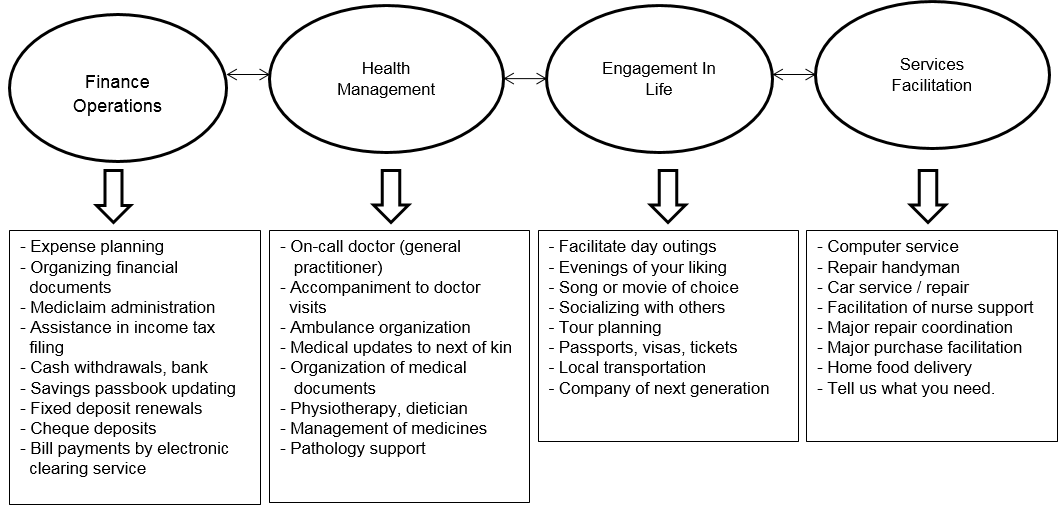 Finance
Operations
Health
Management
Engagement In
Life
Services
Facilitation
- Expense planning
- Organizing financial
documents
- Mediclaim administration
- Assistance in income tax
filing
- Cash withdrawals, bank
- Savings passbook updating
- Fixed deposit renewals
- Cheque deposits
- Bill payments by electronic
clearing service
- On-call doctor (general
practitioner)
- Accompaniment to doctor
visits
- Ambulance organization
- Medical updates to next of kin
- Organization of medical
documents
- Physiotherapy, dietician
- Management of medicines
- Pathology support
- Facilitate day outings
- Evenings of your liking
- Song or movie of choice
- Socializing with others
- Tour planning
- Passports, visas, tickets
- Local transportation
- Company of next generation
- Computer service
- Repair handyman
- Car service / repair
- Facilitation of nurse support
- Major repair coordination
- Major purchase facilitation
- Home food delivery
- Tell us what you need.